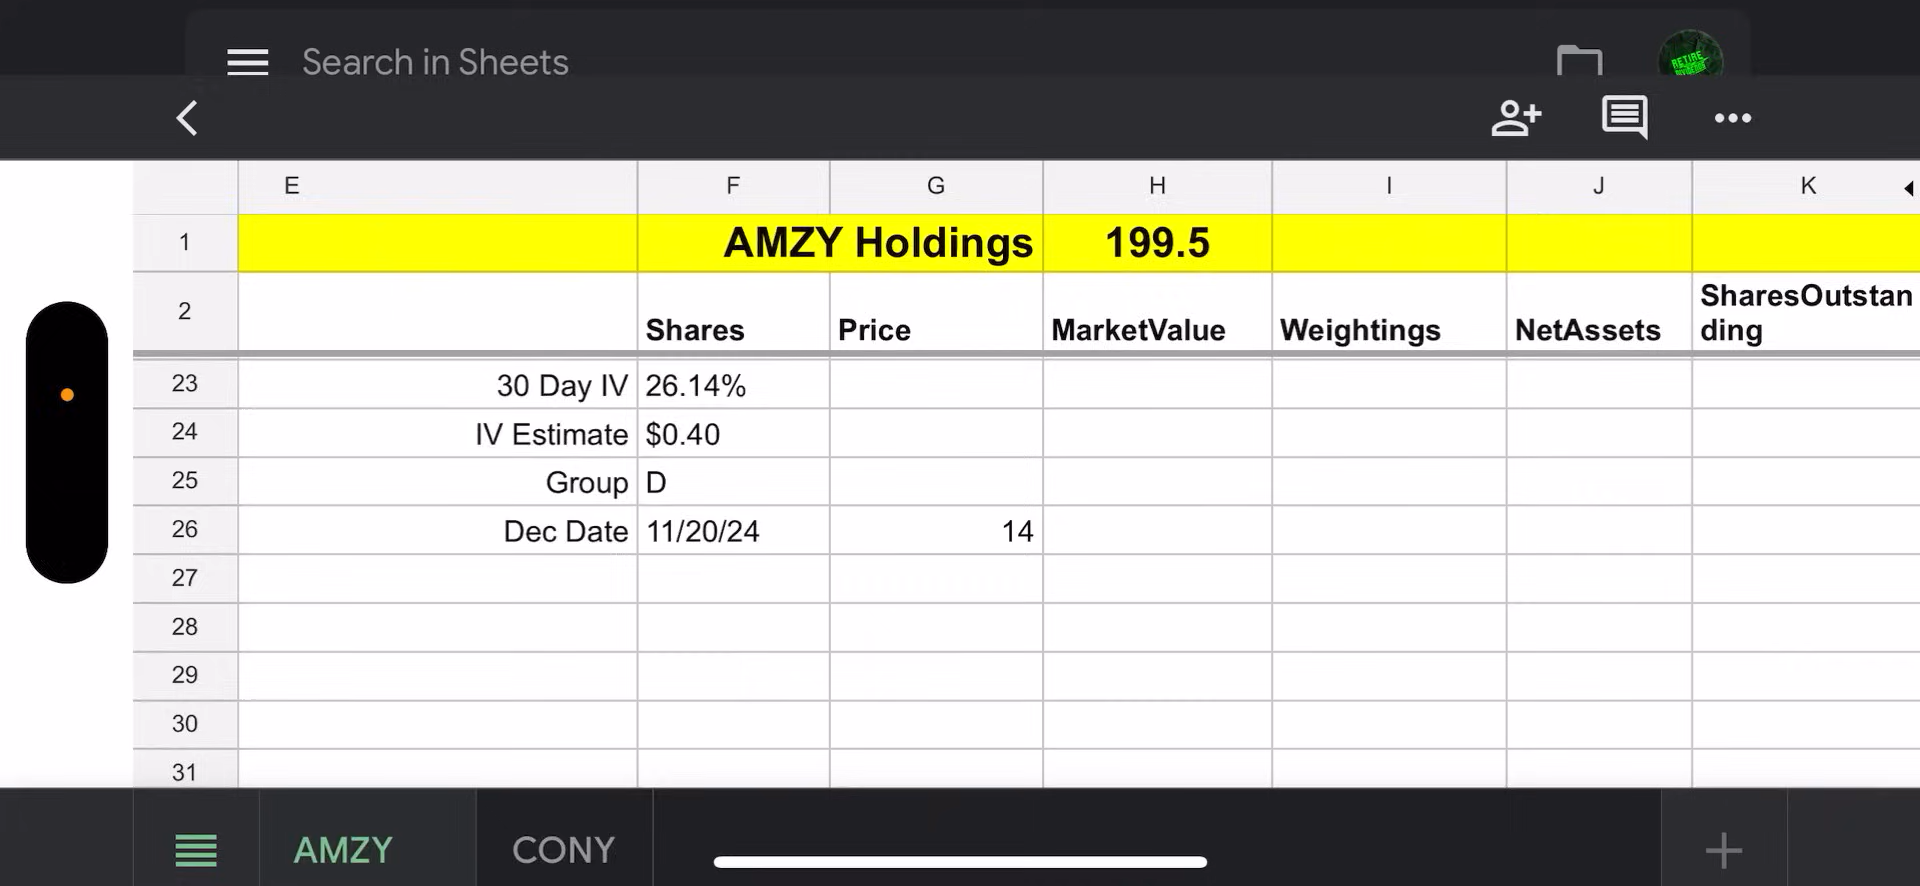 Search in Sheets
RETIRE
E F G H I J K
1 AMZY Holdings 199.5
2 Shares Price MarketValue Weightings NetAssets SharesOutstan
ding
23 30 Day IV 26.14%
24 IV Estimate $0.40
25 Group D
26 Dec Date 11/20/24 14
27
28
29
30
31
AMZY CONY